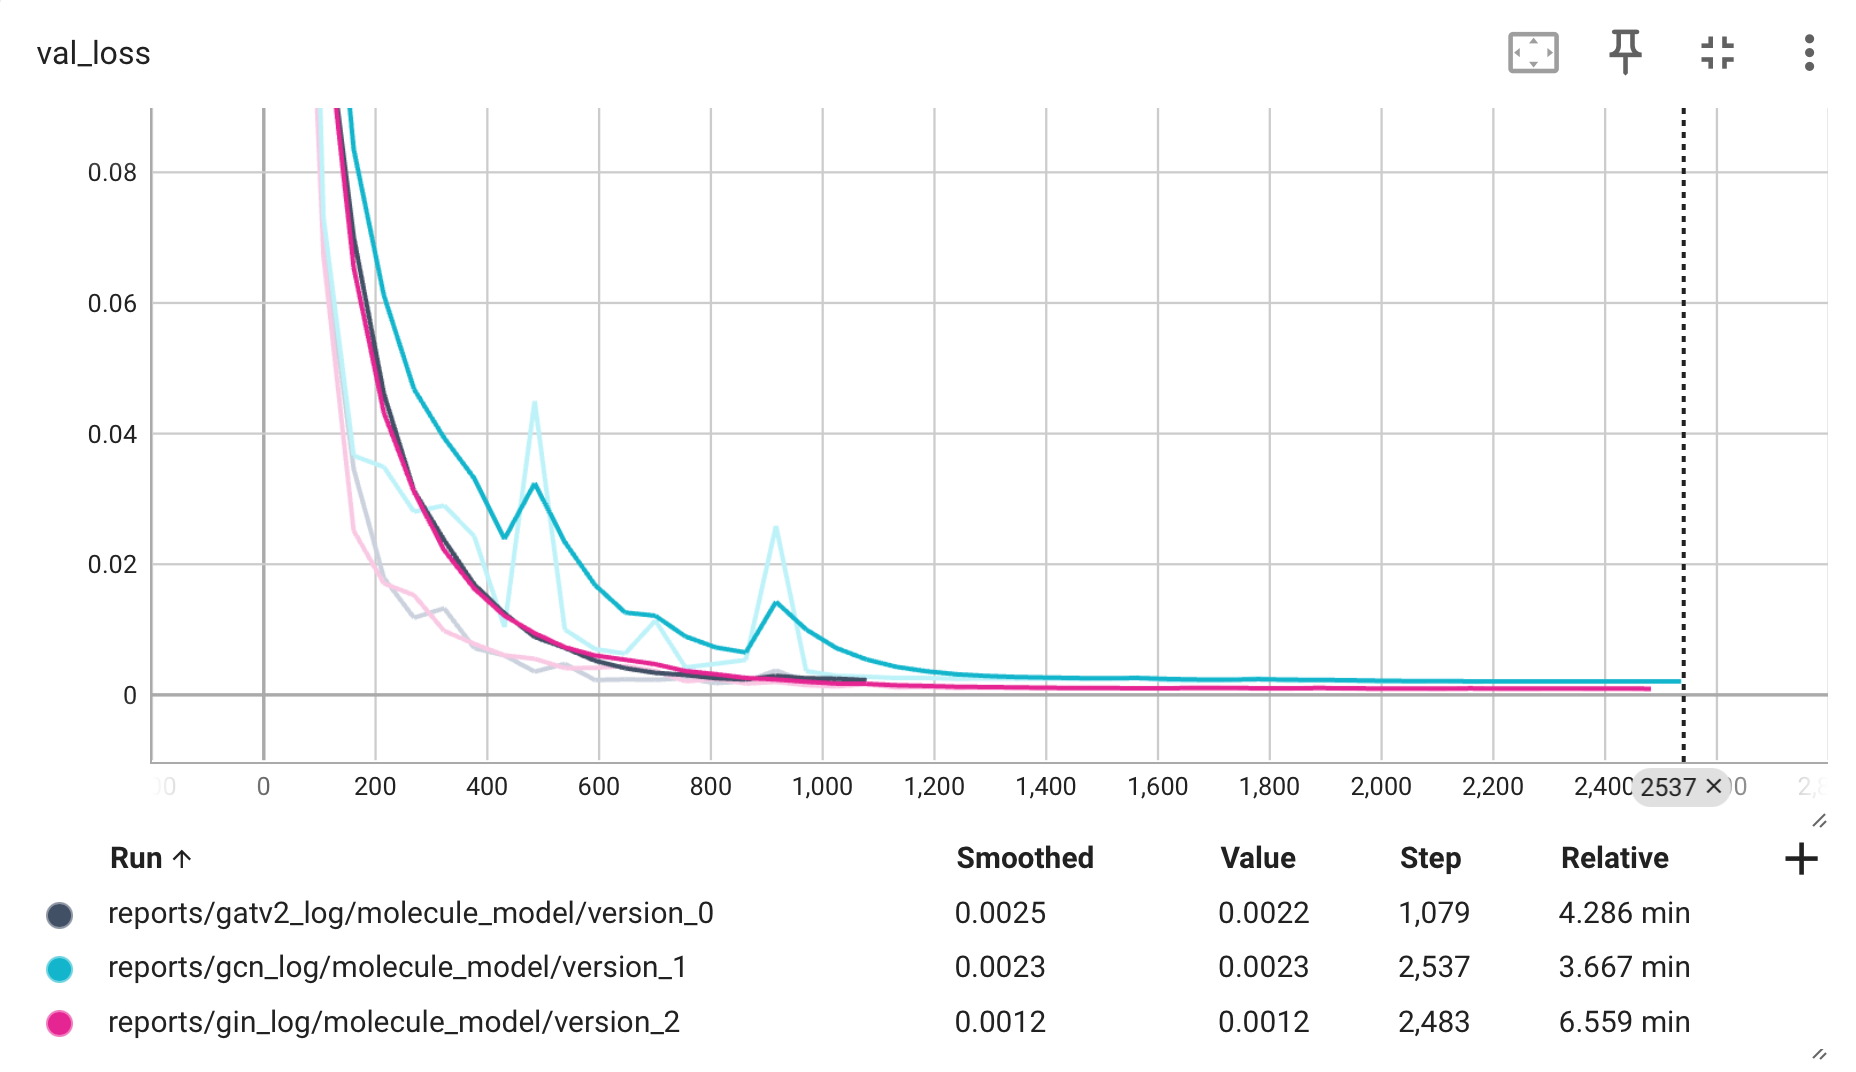 val_loss
0.08
0.06
0.04
0.02
0
0 200 400 600 800 1,000 1,200 1,400 1,600 1,800 2,000 2,200 2,400 2537 ×
Run ↑ Smoothed Value Step Relative +
reports/gatv2_log/molecule_model/version_0 0.0025 0.0022 1,079 4.286 min
reports/gcn_log/molecule_model/version_1 0.0023 0.0023 2,537 3.667 min
reports/gin_log/molecule_model/version_2 0.0012 0.0012 2,483 6.559 min